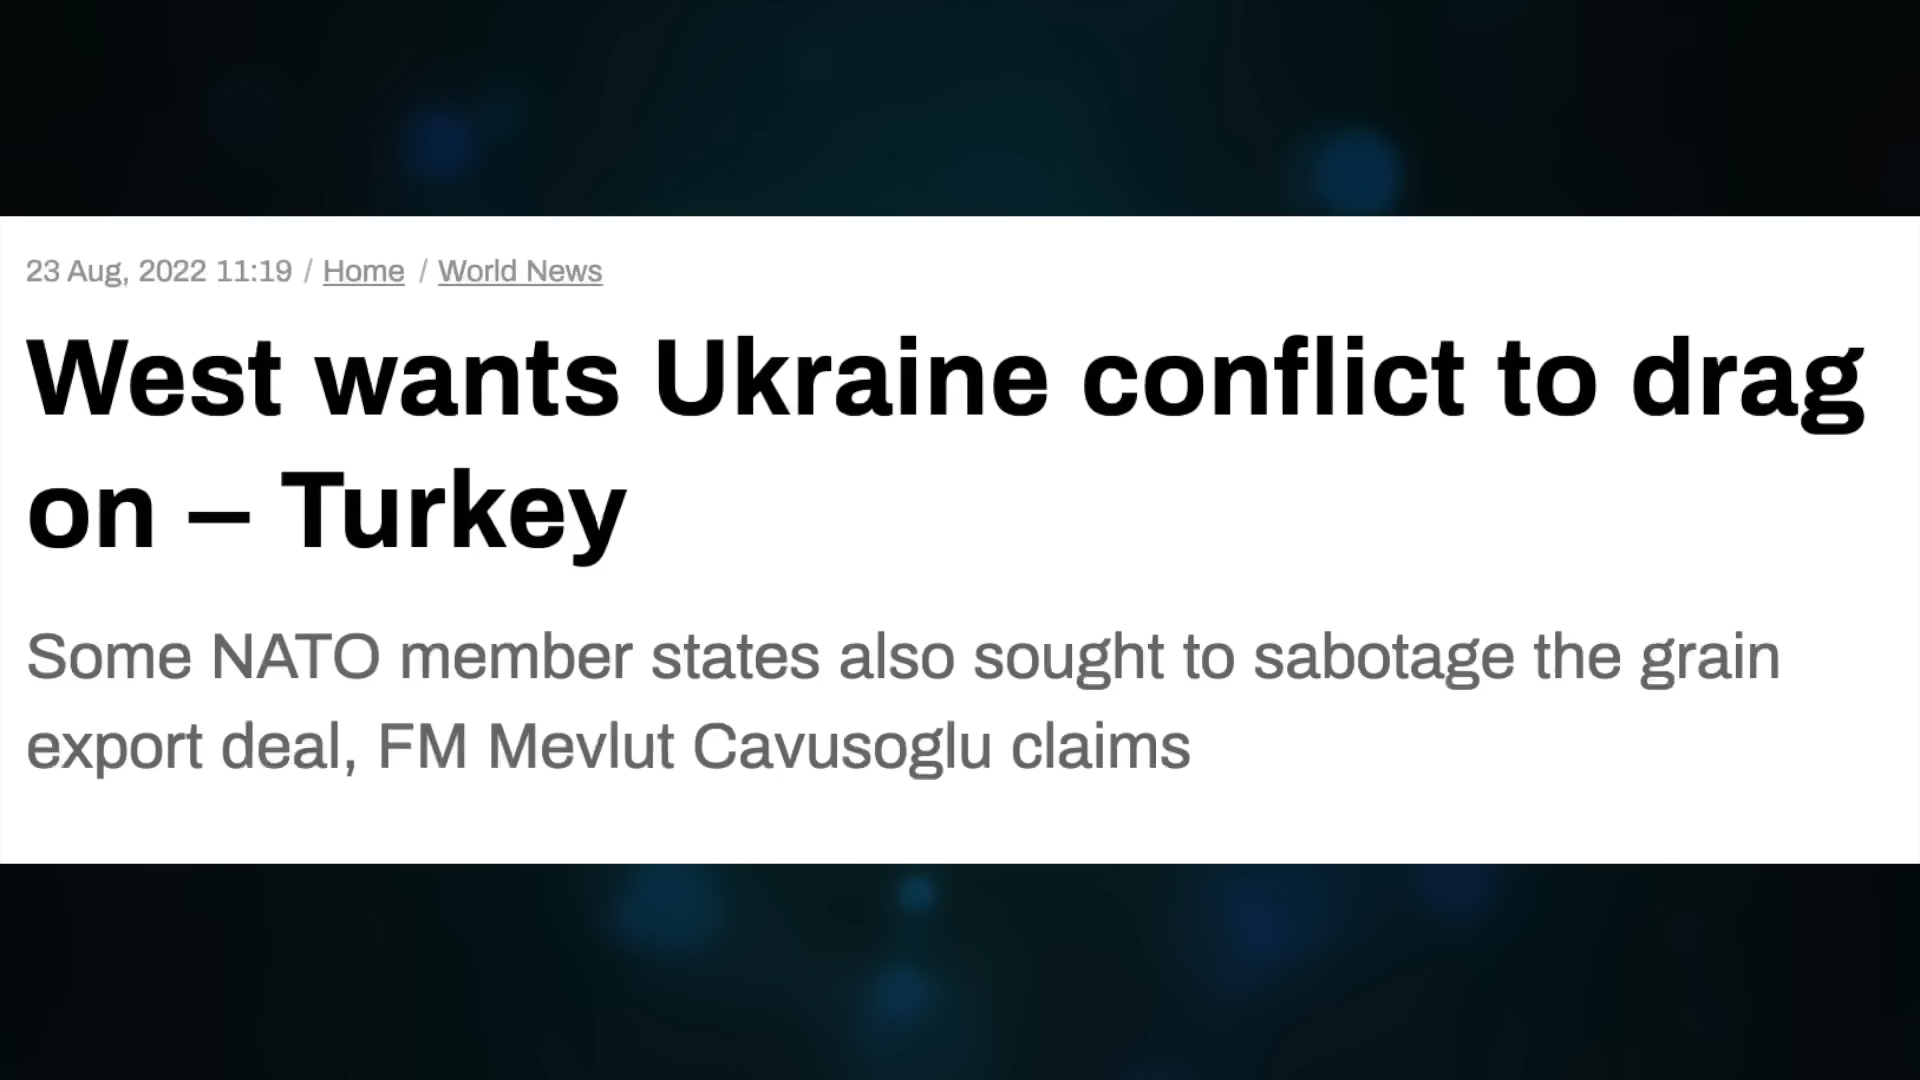 23 Aug, 2022 11:19 / Home / World News
West wants Ukraine conflict to drag
on – Turkey
Some NATO member states also sought to sabotage the grain
export deal, FM Mevlut Cavusoglu claims